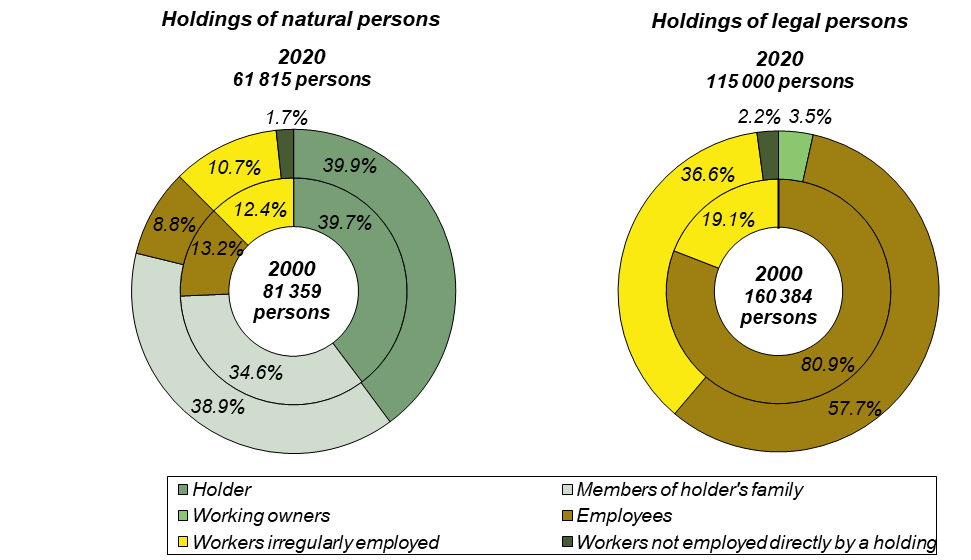 Holdings of natural persons
2020
61 815 persons
1.7%
39.9%
10.7%
12.4%
39.7%
8.8%
13.2%
2000
81 359
persons
34.6%
38.9%
Holdings of legal persons
2020
115 000 persons
2.2% 3.5%
36.6%
19.1%
2000
160 384
persons
80.9%
57.7%
Holder
Members of holder's family
Working owners
Employees
Workers irregularly employed
Workers not employed directly by a holding